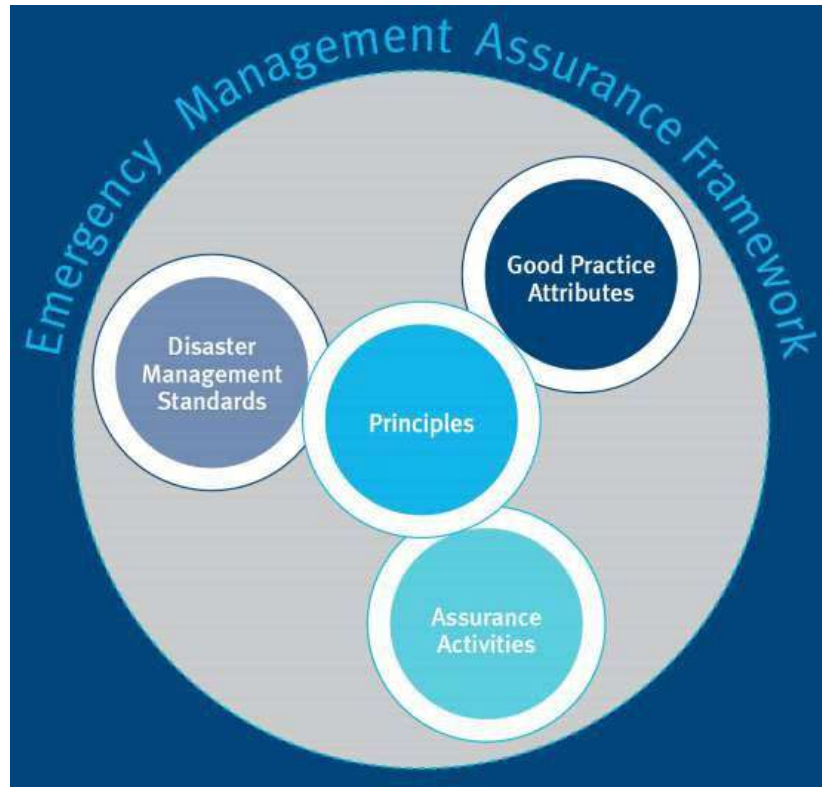 Emergency Management Assurance Framework
Good Practice
Attributes
Disaster
Management
Standards
Principles
Assurance
Activities